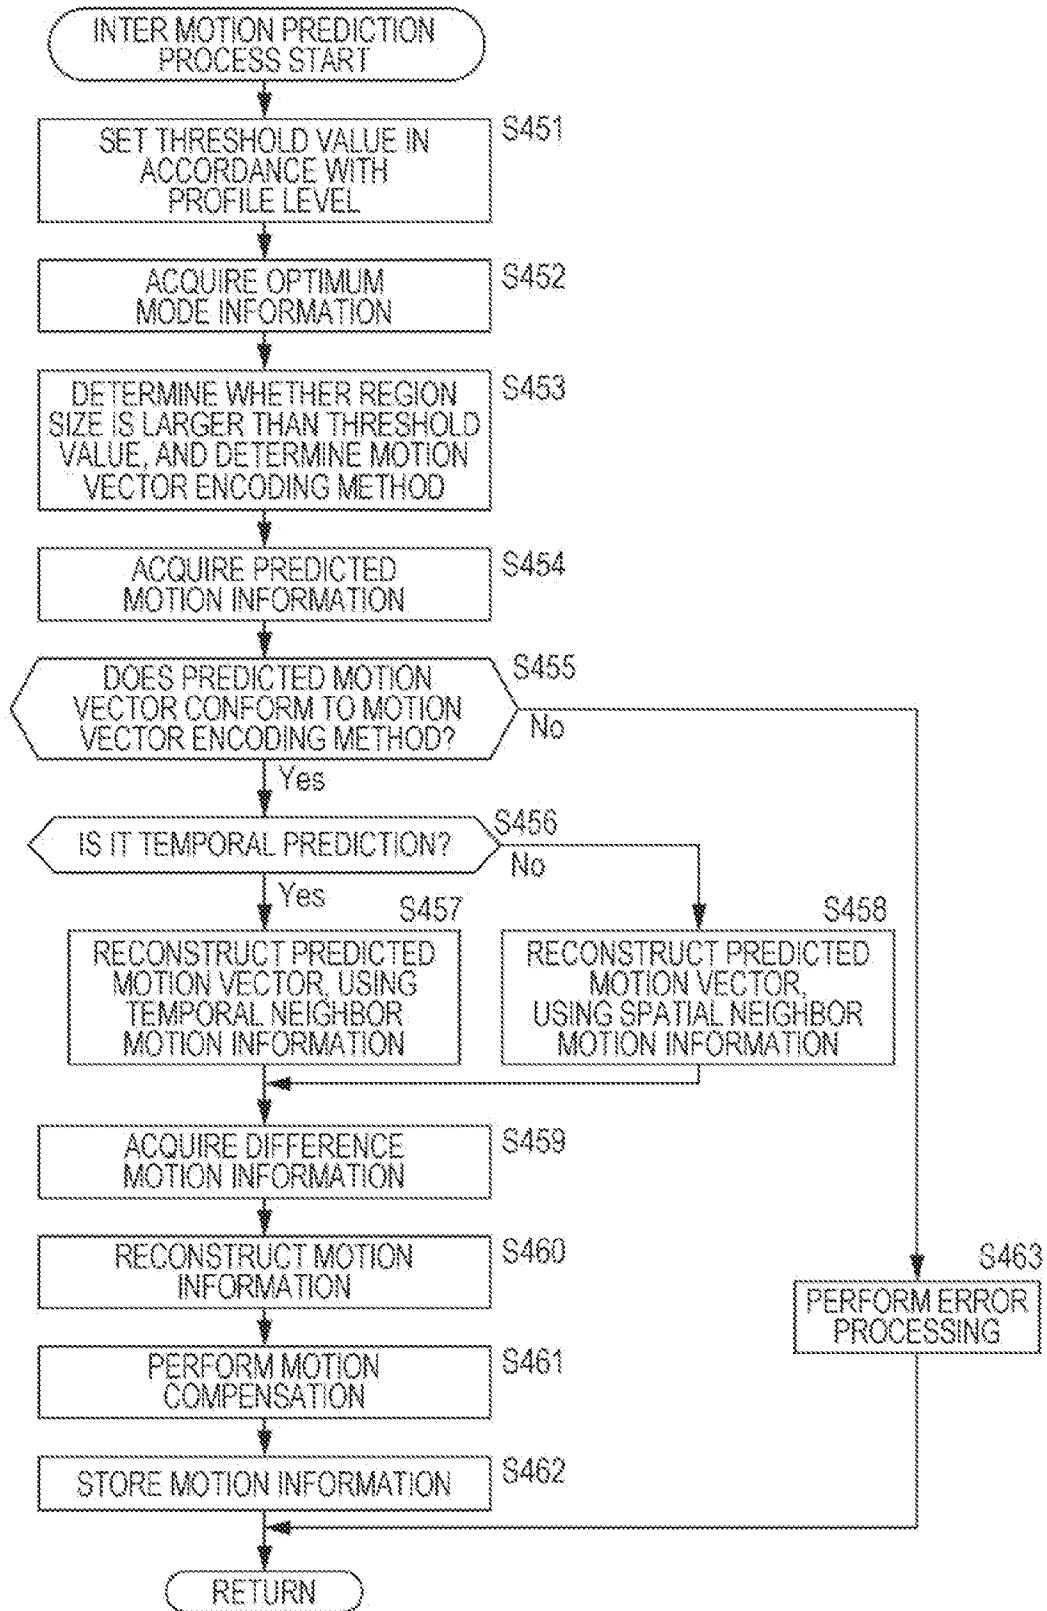 INTER MOTION PREDICTION
PROCESS START
S451
SET THRESHOLD VALUE IN
ACCORDANCE WITH
PROFILE LEVEL
S452
ACQUIRE OPTIMUM
MODE INFORMATION
S453
DETERMINE WHETHER REGION
SIZE IS LARGER THAN THRESHOLD
VALUE, AND DETERMINE MOTION
VECTOR ENCODING METHOD
S454
ACQUIRE PREDICTED
MOTION INFORMATION
S455
DOES PREDICTED MOTION
VECTOR CONFORM TO MOTION
VECTOR ENCODING METHOD?
No
Yes
S456
IS IT TEMPORAL PREDICTION?
No
Yes
S457
RECONSTRUCT PREDICTED
MOTION VECTOR, USING
TEMPORAL NEIGHBOR
MOTION INFORMATION
S458
RECONSTRUCT PREDICTED
MOTION VECTOR,
USING SPATIAL NEIGHBOR
MOTION INFORMATION
S459
ACQUIRE DIFFERENCE
MOTION INFORMATION
S460
RECONSTRUCT MOTION
INFORMATION
S463
PERFORM ERROR
PROCESSING
S461
PERFORM MOTION
COMPENSATION
S462
STORE MOTION INFORMATION
RETURN